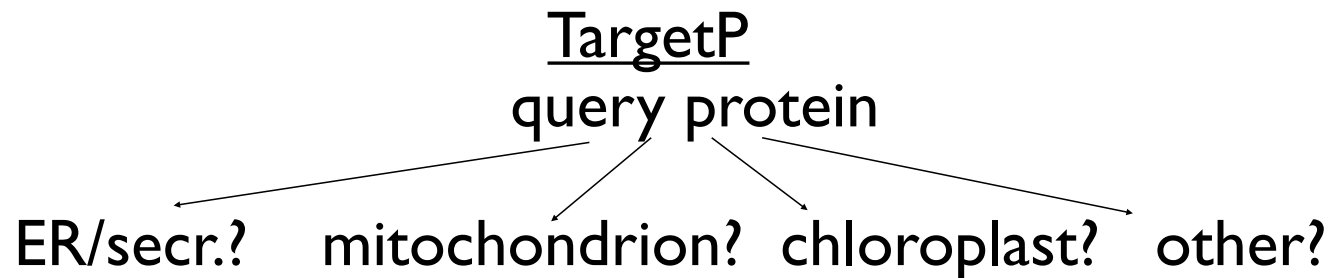 TargetP
query protein
ER/secr.? mitochondrion? chloroplast? other?